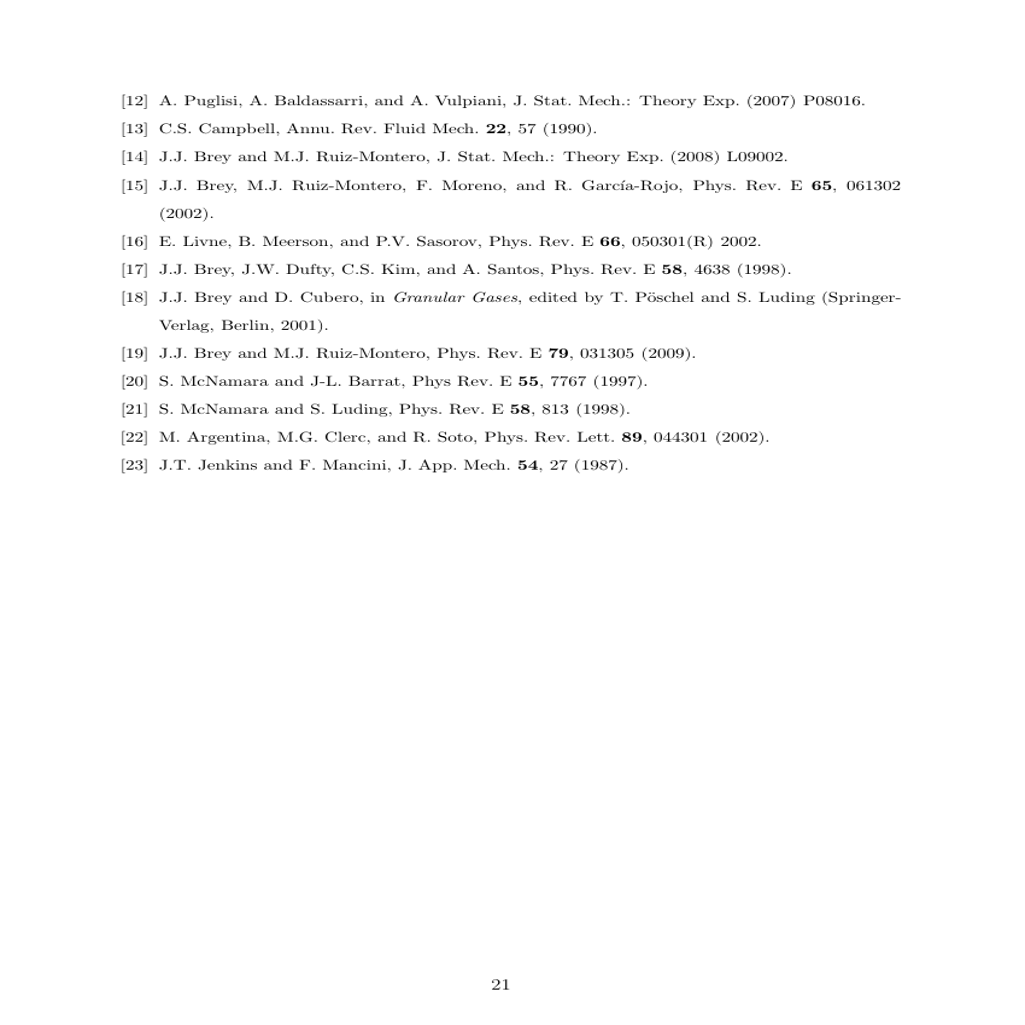 [12] A. Puglisi, A. Baldassarri, and A. Vulpiani, J. Stat. Mech.: Theory Exp. (2007) P08016.
[13] C.S. Campbell, Annu. Rev. Fluid Mech. 22, 57 (1990).
[14] J.J. Brey and M.J. Ruiz-Montero, J. Stat. Mech.: Theory Exp. (2008) L09002.
[15] J.J. Brey, M.J. Ruiz-Montero, F. Moreno, and R. García-Rojo, Phys. Rev. E 65, 061302
(2002).
[16] E. Livne, B. Meerson, and P.V. Sasorov, Phys. Rev. E 66, 050301(R) 2002.
[17] J.J. Brey, J.W. Dufty, C.S. Kim, and A. Santos, Phys. Rev. E 58, 4638 (1998).
[18] J.J. Brey and D. Cubero, in Granular Gases, edited by T. Pöschel and S. Luding (Springer-
Verlag, Berlin, 2001).
[19] J.J. Brey and M.J. Ruiz-Montero, Phys. Rev. E 79, 031305 (2009).
[20] S. McNamara and J-L. Barrat, Phys Rev. E 55, 7767 (1997).
[21] S. McNamara and S. Luding, Phys. Rev. E 58, 813 (1998).
[22] M. Argentina, M.G. Clerc, and R. Soto, Phys. Rev. Lett. 89, 044301 (2002).
[23] J.T. Jenkins and F. Mancini, J. App. Mech. 54, 27 (1987).
21